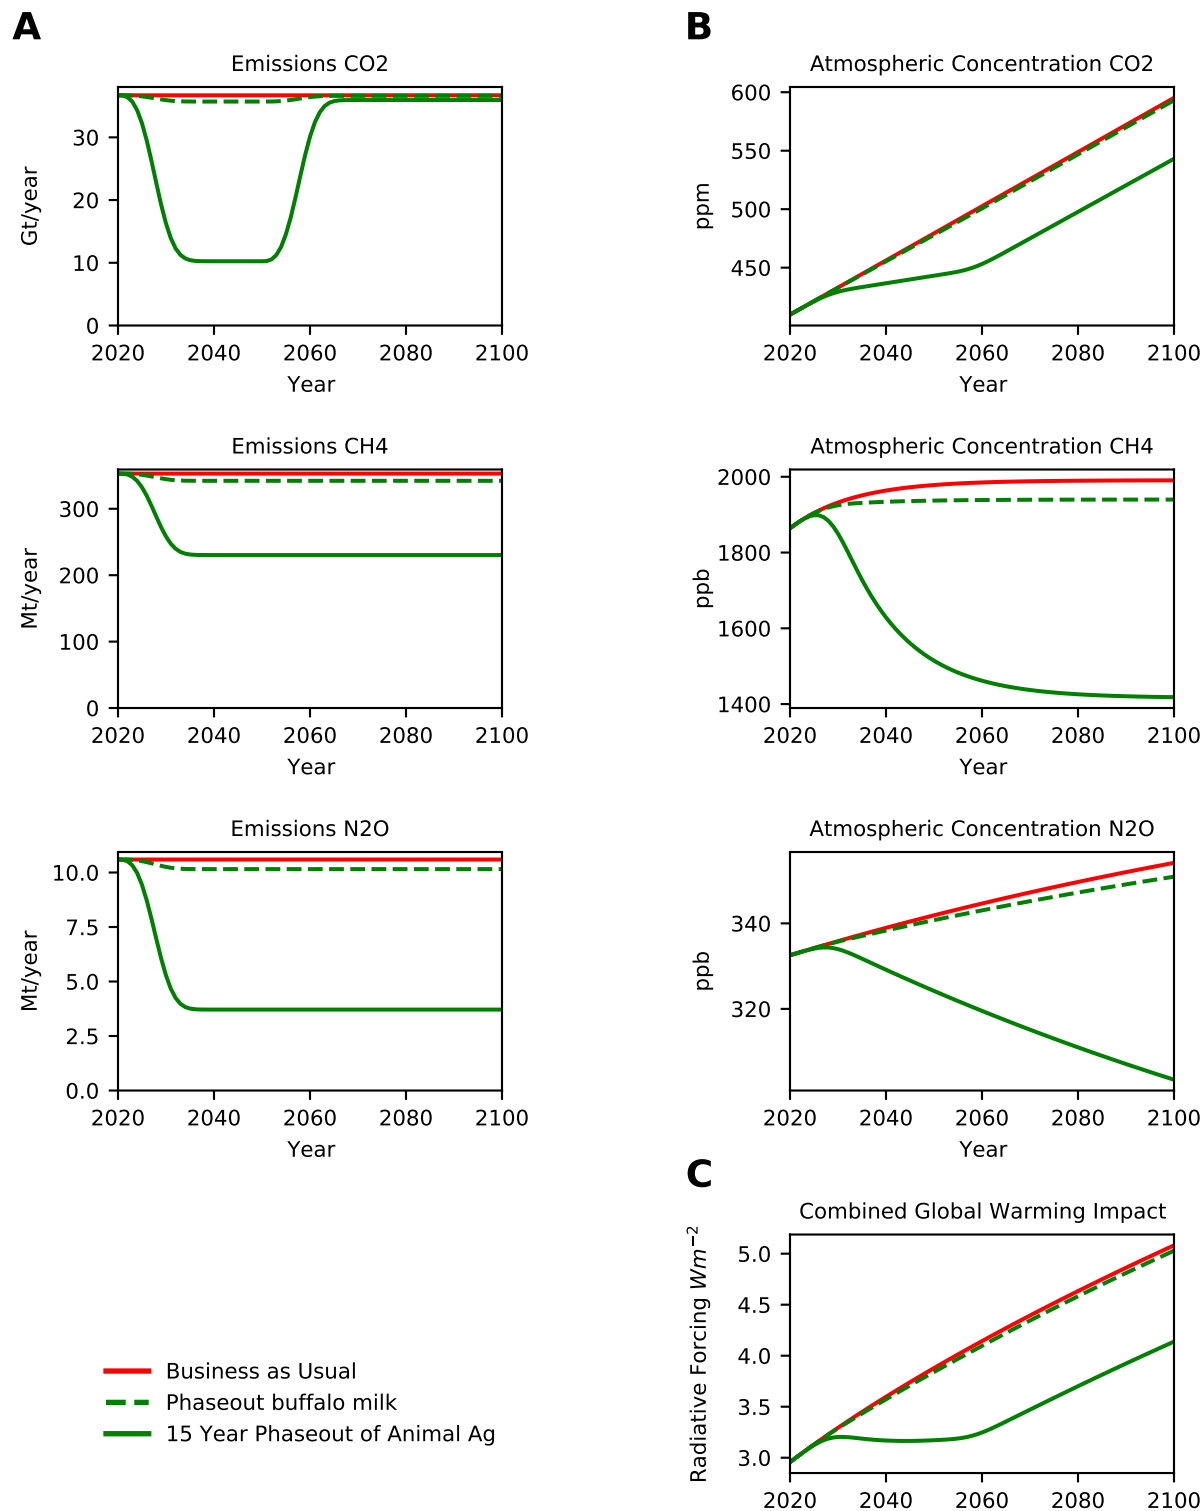 A
B
Emissions CO2
Gt/year
30
20
10
0
2020 2040 2060 2080 2100
Year
Atmospheric Concentration CO2
ppm
600
550
500
450
2020 2040 2060 2080 2100
Year
Emissions CH4
Mt/year
300
200
100
0
2020 2040 2060 2080 2100
Year
Atmospheric Concentration CH4
ppb
2000
1800
1600
1400
2020 2040 2060 2080 2100
Year
Emissions N2O
Mt/year
10.0
7.5
5.0
2.5
0.0
2020 2040 2060 2080 2100
Year
Atmospheric Concentration N2O
ppb
340
320
2020 2040 2060 2080 2100
Year
C
Combined Global Warming Impact
Radiative Forcing Wm⁻²
5.0
4.5
4.0
3.5
3.0
2020 2040 2060 2080 2100
Business as Usual
Phaseout buffalo milk
15 Year Phaseout of Animal Ag